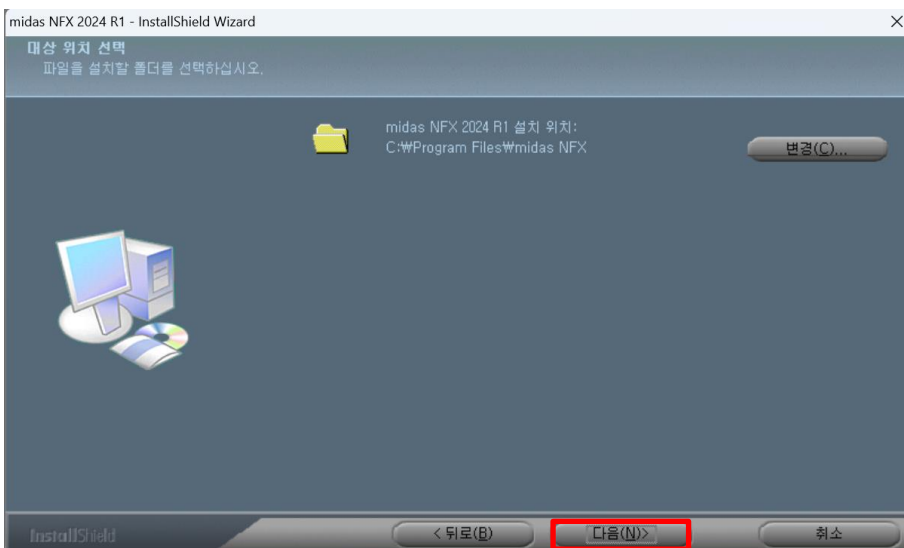 midas NFX 2024 R1 - InstallShield Wizard
대상 위치 선택
파일을 설치할 폴더를 선택하십시오.
midas NFX 2024 R1 설치 위치:
C:₩Program Files₩midas NFX
변경(C)...
InstallShield
< 뒤로(B)
다음(N)>
취소